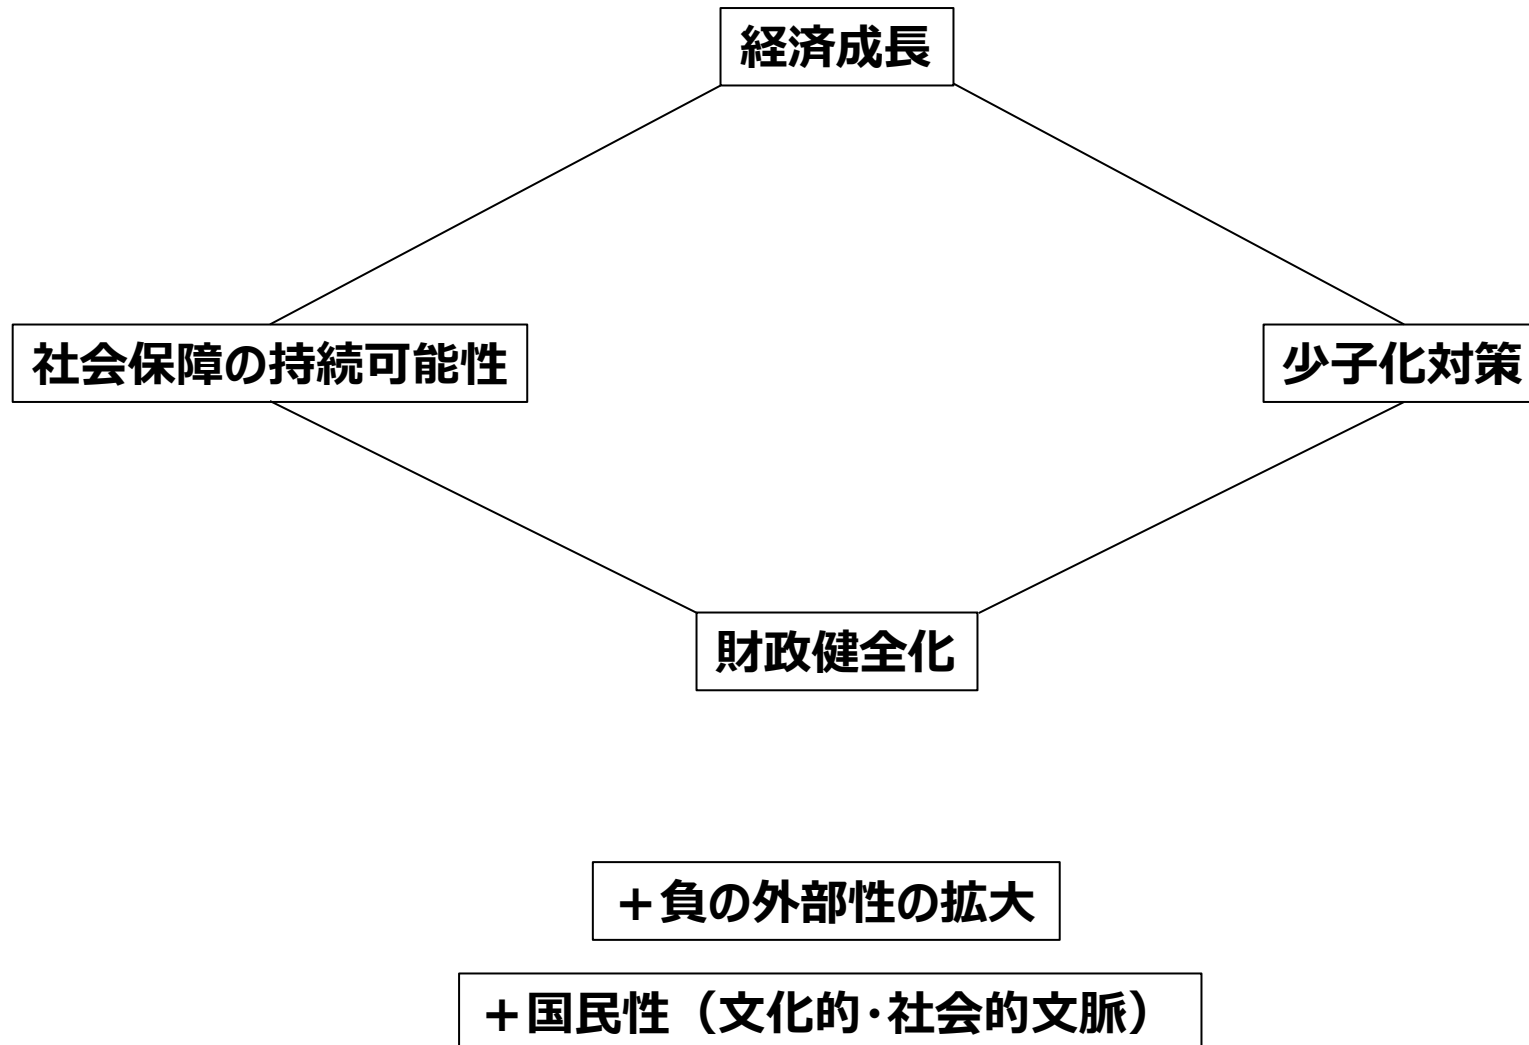 経済成長
社会保障の持続可能性
少子化対策
財政健全化
＋負の外部性の拡大
＋国民性（文化的・社会的文脈）